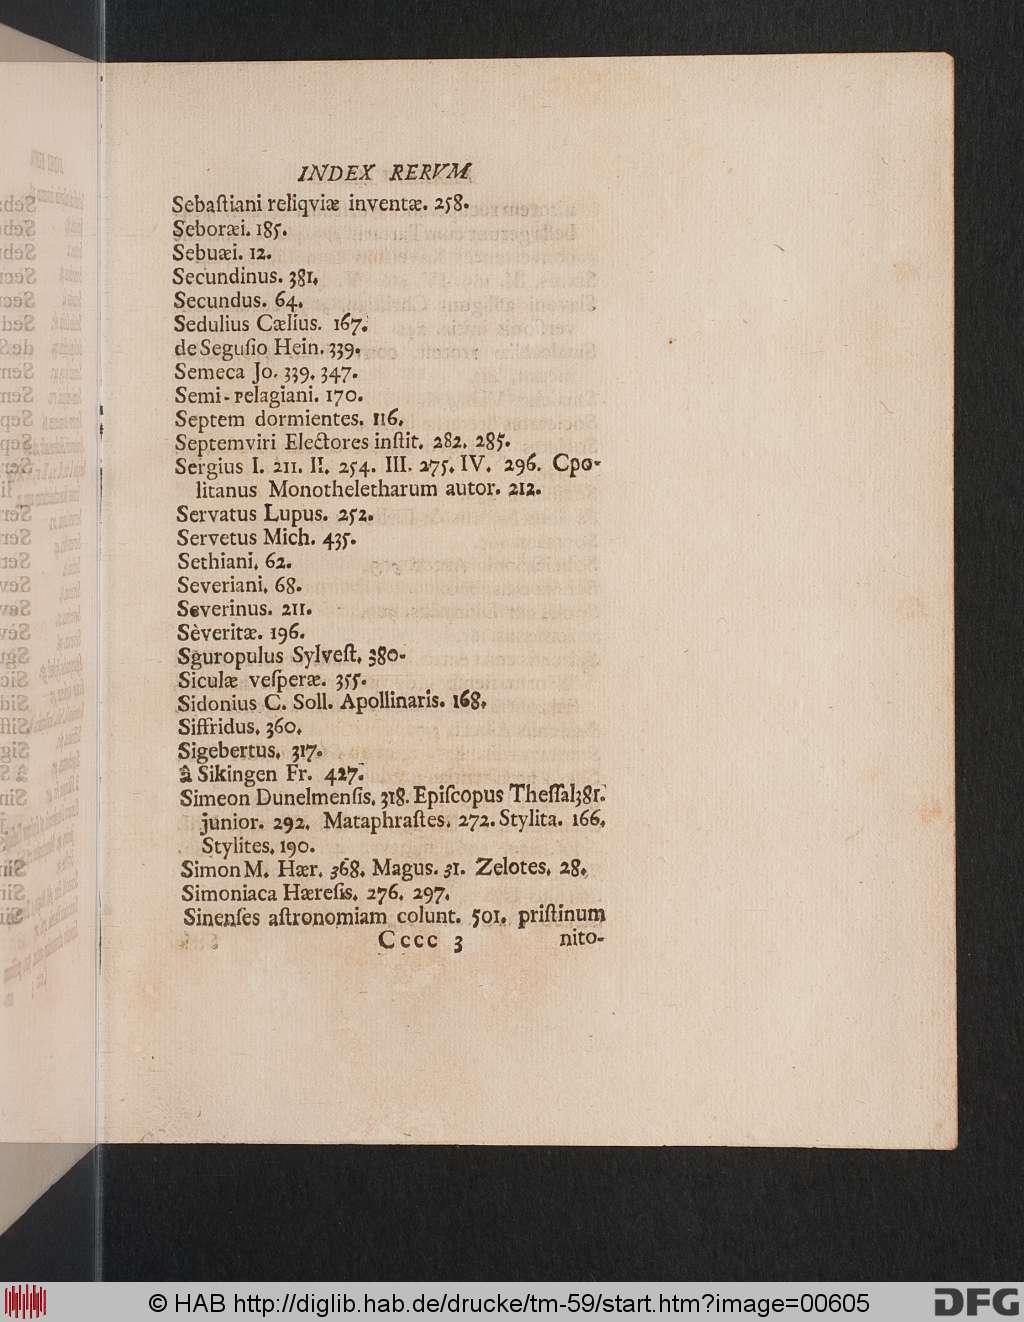 INDEX RERVM
Sebaſtiani reliqviæ inventæ. 258.
Seboræi. 185.
Sebuæi. 12.
Secundinus. 381.
Secundus. 64.
Sedulius Cælius. 167.
de Seguſio Hein. 339.
Semeca Jo. 339. 347.
Semi-pelagiani. 170.
Septem dormientes. 116.
Septemviri Electores inſtit. 282. 285.
Sergius I. 211. II. 254. III. 275. IV. 296. Cpo-
litanus Monotheletharum autor. 212.
Servatus Lupus. 252.
Servetus Mich. 435.
Sethiani. 62.
Severiani. 68.
Severinus. 211.
Sèveritæ. 196.
Sguropulus Sylveſt. 380.
Siculæ veſperæ. 355.
Sidonius C. Soll. Apollinaris. 168.
Siffridus. 360.
Sigebertus. 317.
â Sikingen Fr. 427.
Simeon Dunelmenſis. 318. Epiſcopus Theſſal 381.
junior. 292. Mataphraſtes. 272. Stylita. 166.
Stylites. 190.
Simon M. Hær. 368. Magus. 31. Zelotes. 28.
Simoniaca Hæreſis. 276. 297.
Sinenſes aſtronomiam colunt. 501. priſtinum
Cccc 3 nito-
© HAB http://diglib.hab.de/drucke/tm-59/start.htm?image=00605
DFG